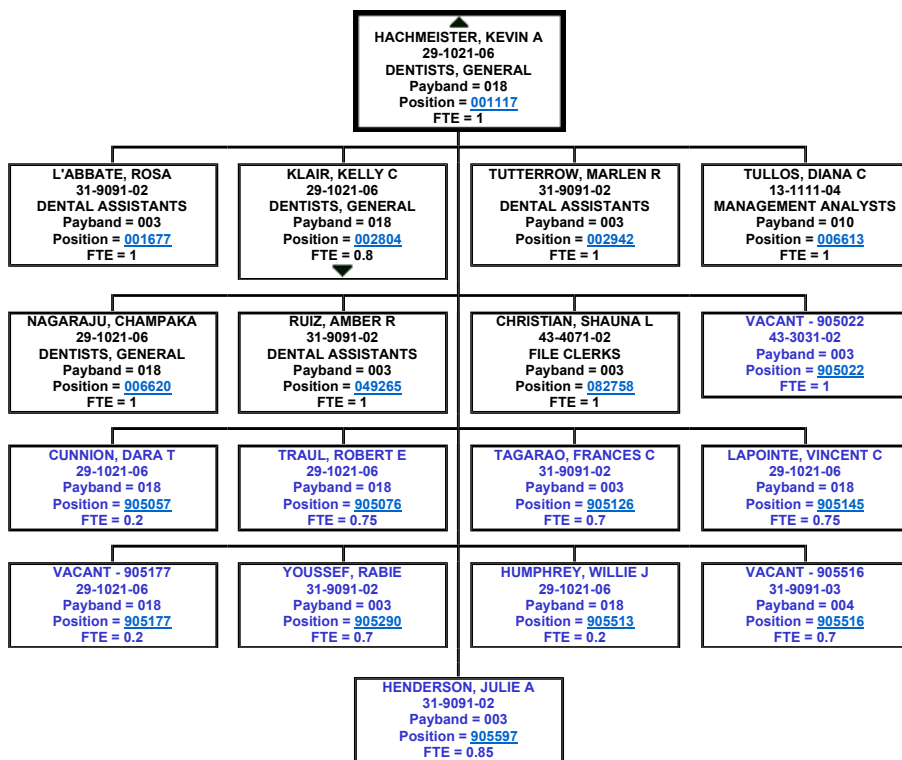 HACHMEISTER, KEVIN A
29-1021-06
DENTISTS, GENERAL
Payband = 018
Position = 001117
FTE = 1
L'ABBATE, ROSA
31-9091-02
DENTAL ASSISTANTS
Payband = 003
Position = 001677
FTE = 1
KLAIR, KELLY C
29-1021-06
DENTISTS, GENERAL
Payband = 018
Position = 002804
FTE = 0.8
TUTTERROW, MARLEN R
31-9091-02
DENTAL ASSISTANTS
Payband = 003
Position = 002942
FTE = 1
TULLOS, DIANA C
13-1111-04
MANAGEMENT ANALYSTS
Payband = 010
Position = 006613
FTE = 1
NAGARAJU, CHAMPAKA
29-1021-06
DENTISTS, GENERAL
Payband = 018
Position = 006620
FTE = 1
RUIZ, AMBER R
31-9091-02
DENTAL ASSISTANTS
Payband = 003
Position = 049265
FTE = 1
CHRISTIAN, SHAUNA L
43-4071-02
FILE CLERKS
Payband = 003
Position = 082758
FTE = 1
VACANT - 905022
43-3031-02
Payband = 003
Position = 905022
FTE = 1
CUNNION, DARA T
29-1021-06
Payband = 018
Position = 905057
FTE = 0.2
TRAUL, ROBERT E
29-1021-06
Payband = 018
Position = 905076
FTE = 0.75
TAGARAO, FRANCES C
31-9091-02
Payband = 003
Position = 905126
FTE = 0.7
LAPOINTE, VINCENT C
29-1021-06
Payband = 018
Position = 905145
FTE = 0.75
VACANT - 905177
29-1021-06
Payband = 018
Position = 905177
FTE = 0.2
YOUSSEF, RABIE
31-9091-02
Payband = 003
Position = 905290
FTE = 0.7
HUMPHREY, WILLIE J
29-1021-06
Payband = 018
Position = 905513
FTE = 0.2
VACANT - 905516
31-9091-03
Payband = 004
Position = 905516
FTE = 0.7
HENDERSON, JULIE A
31-9091-02
Payband = 003
Position = 905597
FTE = 0.85